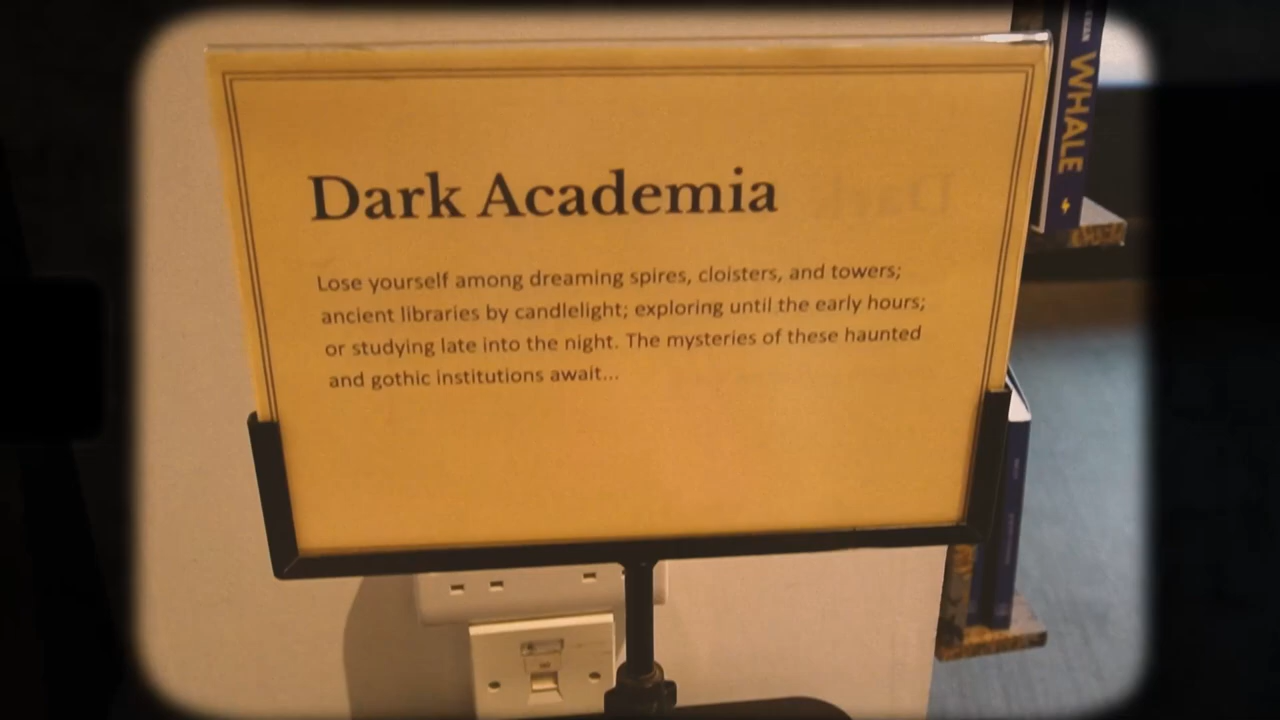 Dark Academia
Lose yourself among dreaming spires, cloisters, and towers;
ancient libraries by candlelight; exploring until the early hours;
or studying late into the night. The mysteries of these haunted
and gothic institutions await...
WHALE